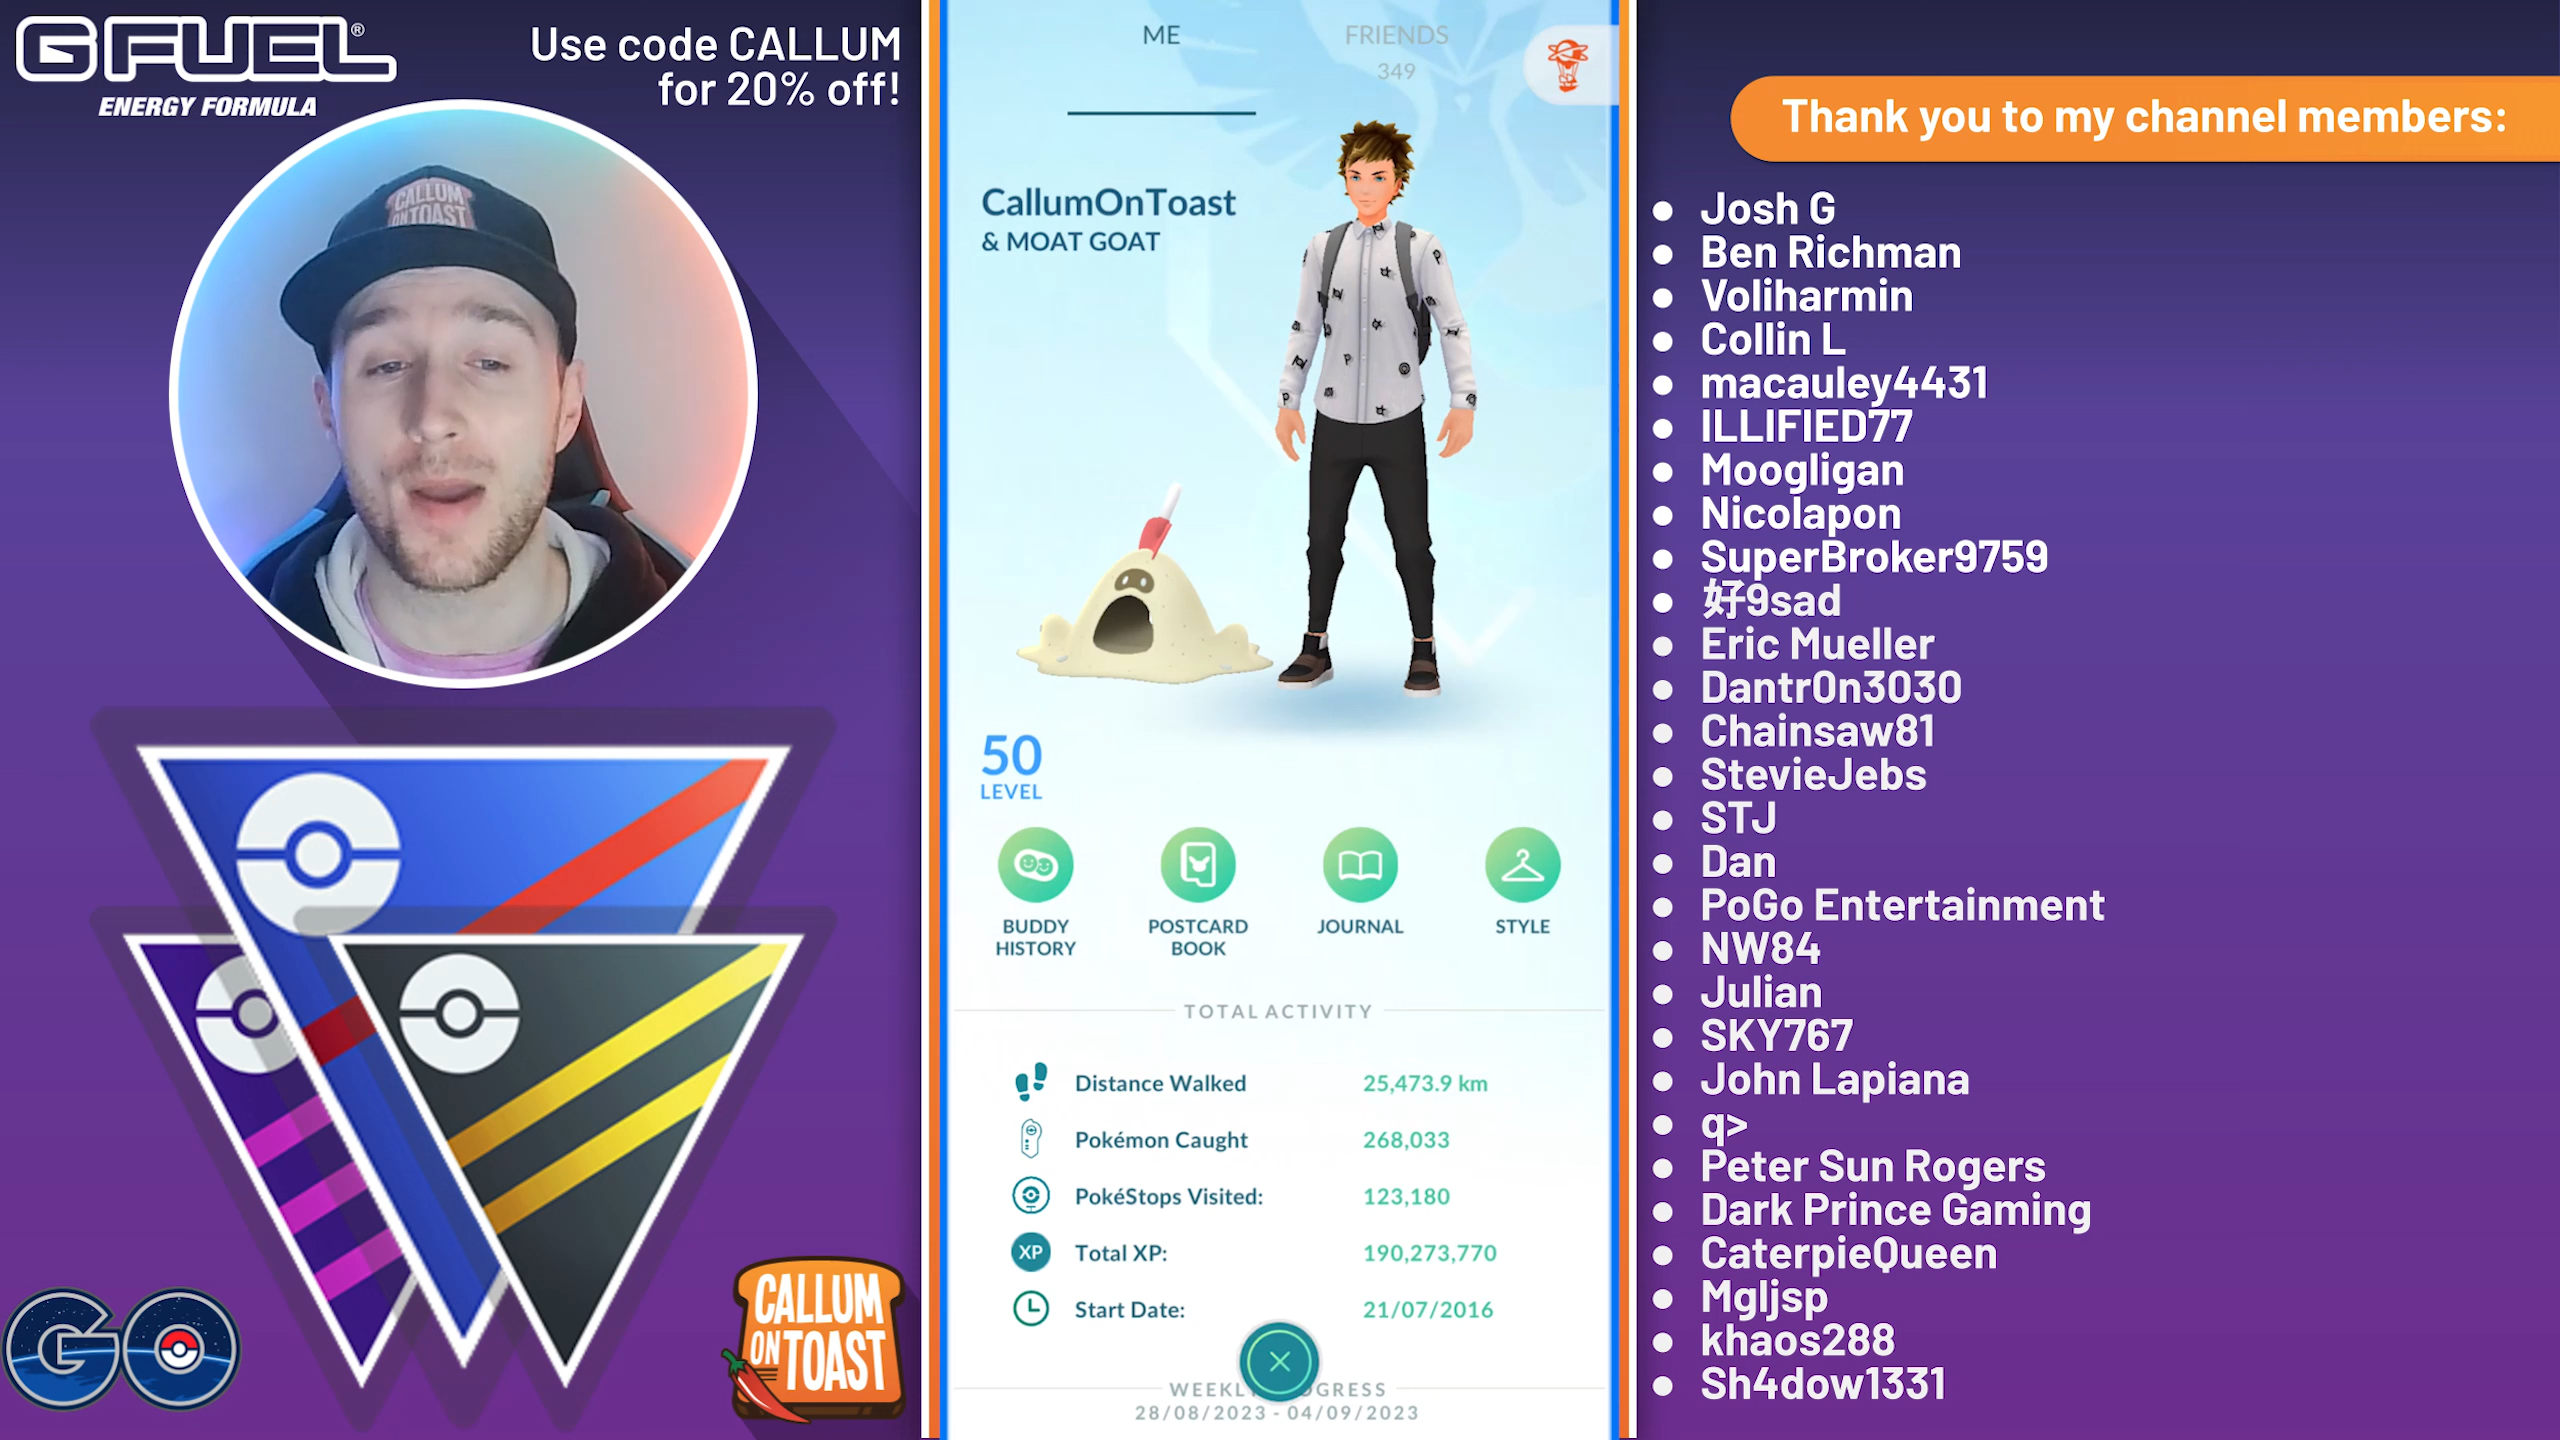 GFUEL®
ENERGY FORMULA
Use code CALLUM
for 20% off!
CALLUM
ON TOAST
GO
CALLUM
ON TOAST
ME
FRIENDS
349
CallumOnToast
& MOAT GOAT
50
LEVEL
BUDDY
HISTORY
POSTCARD
BOOK
JOURNAL
STYLE
TOTAL ACTIVITY
Distance Walked 25,473.9 km
Pokémon Caught 268,033
PokéStops Visited: 123,180
XP Total XP: 190,273,770
Start Date: 21/07/2016
28/08/2023 - 04/09/2023
Thank you to my channel members:
Josh G
Ben Richman
Voliharmin
Collin L
macauley4431
ILLIFIED77
Moogligan
Nicolapon
SuperBroker9759
好9sad
Eric Mueller
Dantr0n3030
Chainsaw81
StevieJebs
STJ
Dan
PoGo Entertainment
NW84
Julian
SKY767
John Lapiana
q>
Peter Sun Rogers
Dark Prince Gaming
CaterpieQueen
Mgljsp
khaos288
Sh4dow1331